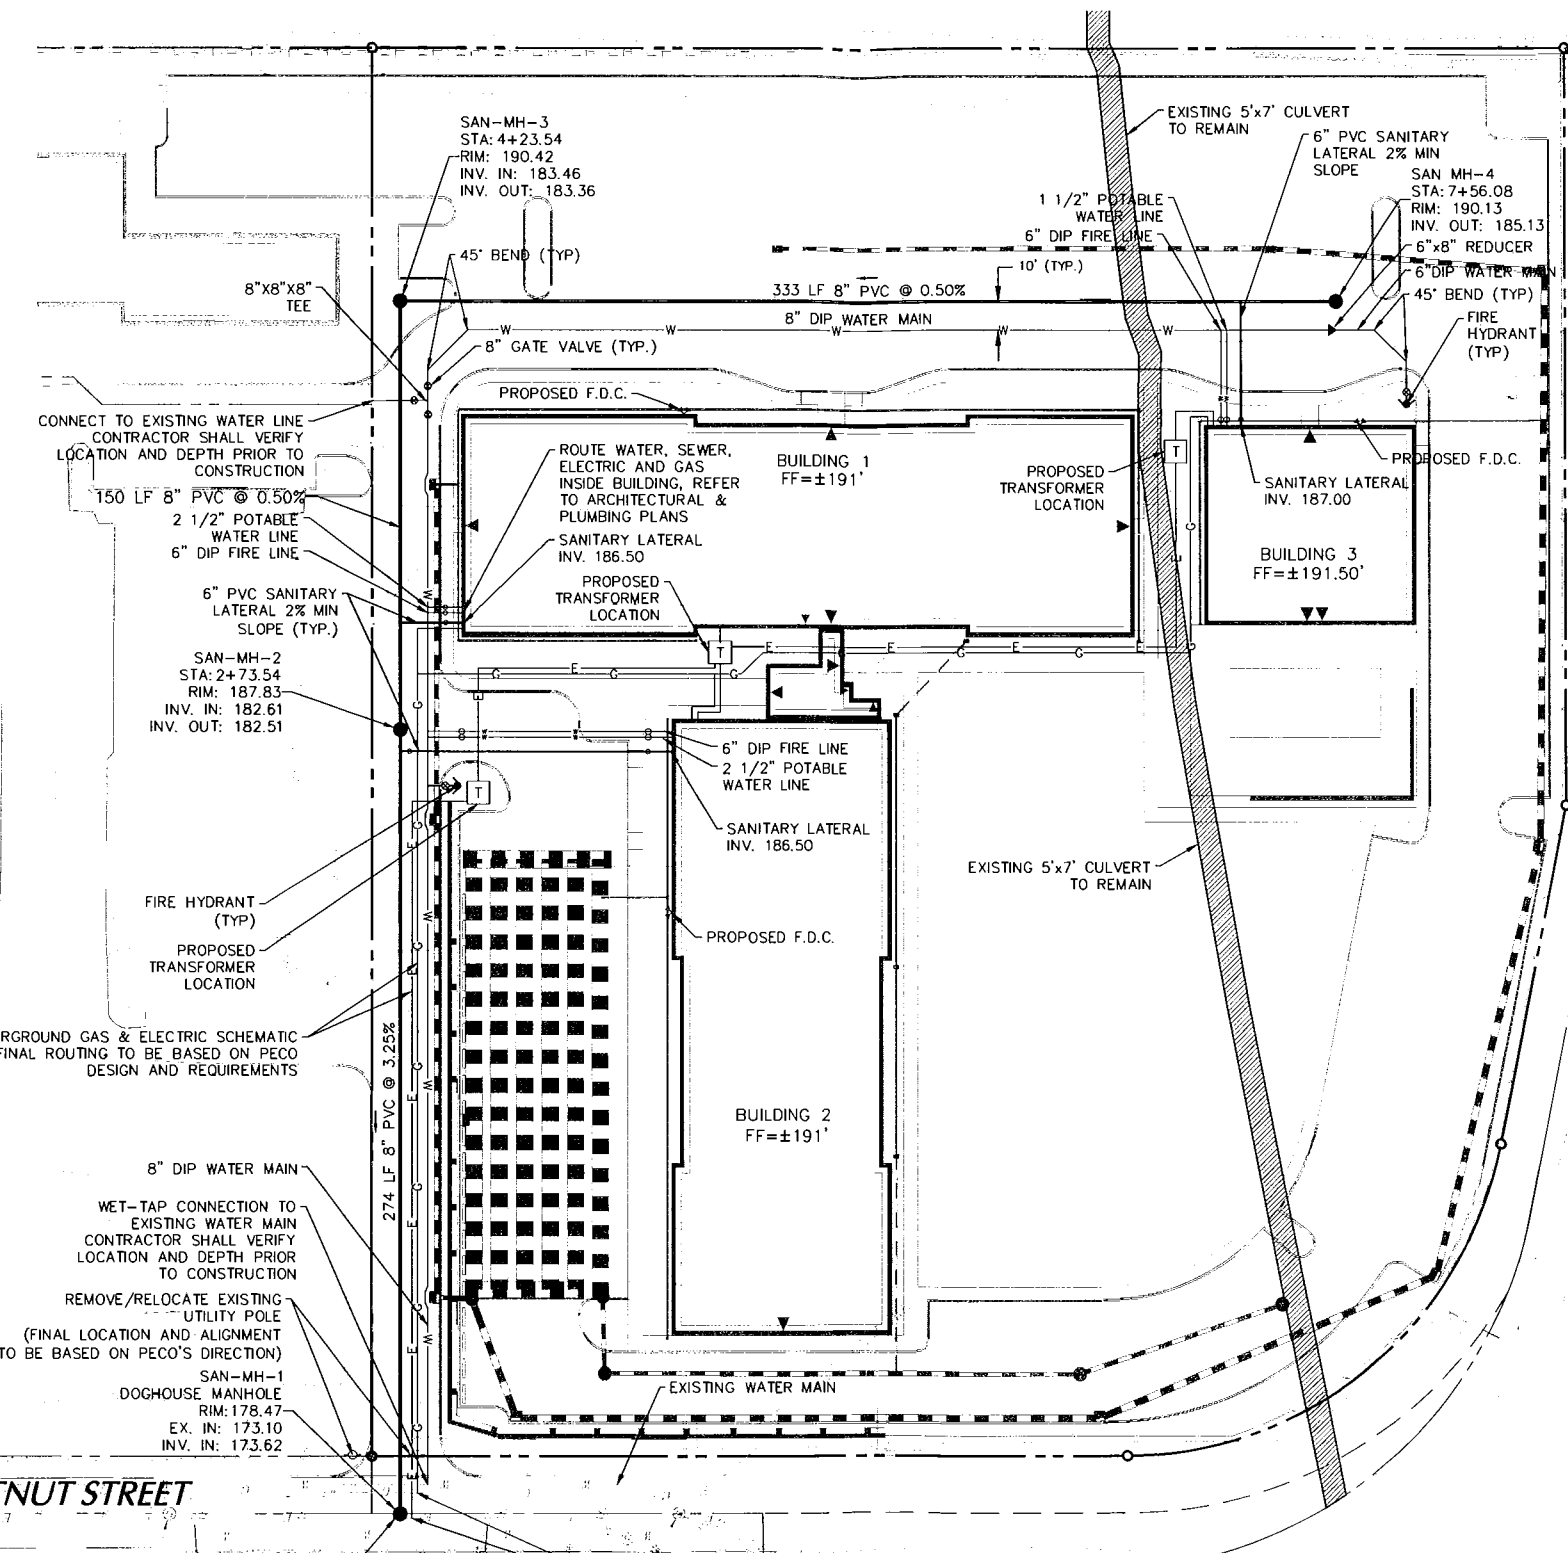 EXISTING 5'x7' CULVERT
TO REMAIN
SAN-MH-3
STA: 4+23.54
RIM: 190.42
INV. IN: 183.46
INV. OUT: 183.36
6" PVC SANITARY
LATERAL 2% MIN
SLOPE
SAN MH-4
STA: 7+56.08
RIM: 190.13
INV. OUT: 185.13
1 1/2" POTABLE
WATER LINE
6" DIP FIRE LINE
6"x8" REDUCER
6"DIP WATER MAIN
45° BEND (TYP)
FIRE
HYDRANT
(TYP)
45° BEND (TYP)
10' (TYP.)
8"X8"X8"
TEE
333 LF 8" PVC @ 0.50%
8" DIP WATER MAIN
W W W W W
8" GATE VALVE (TYP.)
PROPOSED F.D.C.
CONNECT TO EXISTING WATER LINE
CONTRACTOR SHALL VERIFY
LOCATION AND DEPTH PRIOR TO
CONSTRUCTION
ROUTE WATER, SEWER,
ELECTRIC AND GAS
INSIDE BUILDING, REFER
TO ARCHITECTURAL &
PLUMBING PLANS
BUILDING 1
FF=±191'
PROPOSED
TRANSFORMER
LOCATION
T
PROPOSED F.D.C.
SANITARY LATERAL
INV. 187.00
150 LF 8" PVC @ 0.50%
2 1/2" POTABLE
WATER LINE
6" DIP FIRE LINE
SANITARY LATERAL
INV. 186.50
BUILDING 3
FF=±191.50'
PROPOSED
TRANSFORMER
LOCATION
T
6" PVC SANITARY
LATERAL 2% MIN
SLOPE (TYP.)
SAN-MH-2
STA: 2+73.54
RIM: 187.83
INV. IN: 182.61
INV. OUT: 182.51
6" DIP FIRE LINE
2 1/2" POTABLE
WATER LINE
T
SANITARY LATERAL
INV. 186.50
EXISTING 5'x7' CULVERT
TO REMAIN
FIRE HYDRANT
(TYP)
PROPOSED
TRANSFORMER
LOCATION
PROPOSED F.D.C.
RGROUND GAS & ELECTRIC SCHEMATIC
FINAL ROUTING TO BE BASED ON PECO
DESIGN AND REQUIREMENTS
274 LF 8" PVC @ 3.25%
BUILDING 2
FF=±191'
8" DIP WATER MAIN
WET-TAP CONNECTION TO
EXISTING WATER MAIN
CONTRACTOR SHALL VERIFY
LOCATION AND DEPTH PRIOR
TO CONSTRUCTION
REMOVE/RELOCATE EXISTING
UTILITY POLE
(FINAL LOCATION AND ALIGNMENT
TO BE BASED ON PECO'S DIRECTION)
SAN-MH-1
DOGHOUSE MANHOLE
RIM: 178.47
EX. IN: 173.10
INV. IN: 173.62
EXISTING WATER MAIN
TNUT STREET